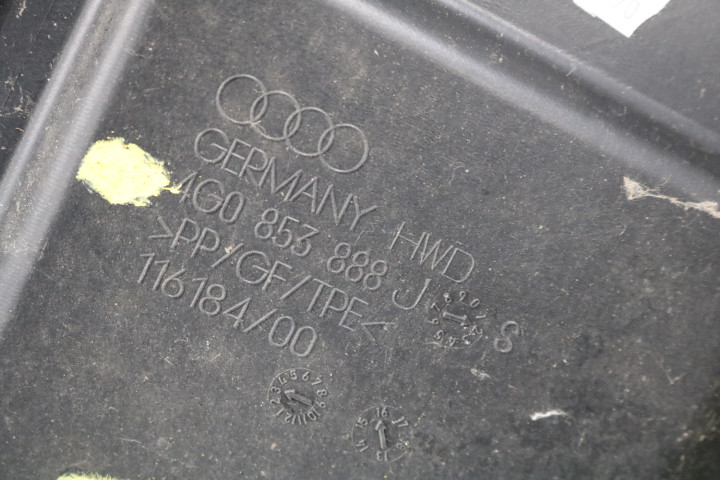 GERMANY HWD
4G0 853 888 J S
>PP/GF/TPE<
116184/00